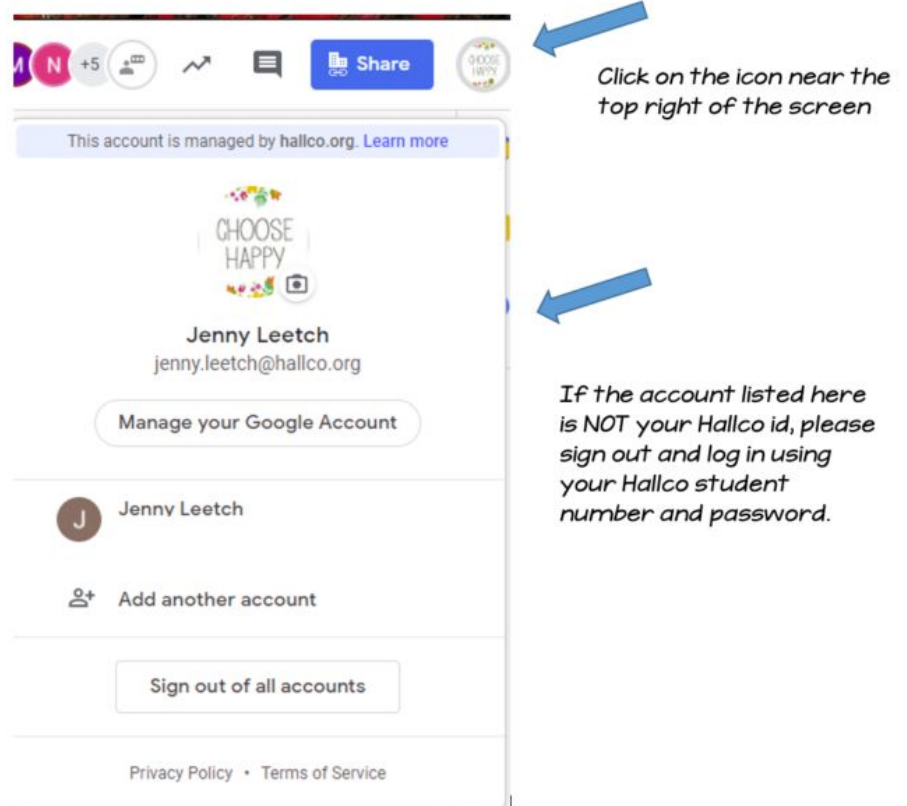 N +5 Share CHOOSE HAPPY
Click on the icon near the
top right of the screen
This account is managed by hallco.org. Learn more
CHOOSE
HAPPY
Jenny Leetch
jenny.leetch@hallco.org
Manage your Google Account
If the account listed here
is NOT your Hallco id, please
sign out and log in using
your Hallco student
number and password.
J Jenny Leetch
Add another account
Sign out of all accounts
Privacy Policy • Terms of Service